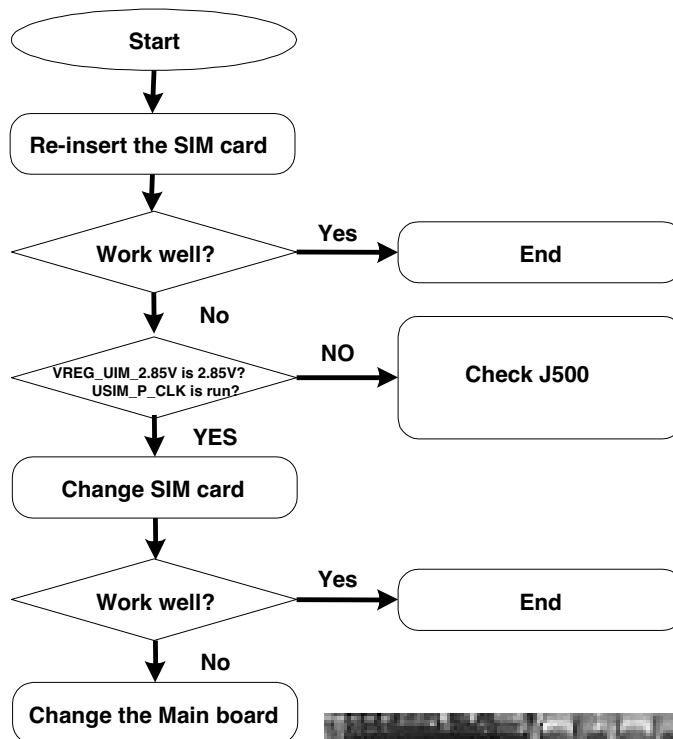 Start
Re-insert the SIM card
Work well?
Yes
End
No
VREG_UIM_2.85V is 2.85V?
USIM_P_CLK is run?
NO
Check J500
YES
Change SIM card
Work well?
Yes
End
No
Change the Main board